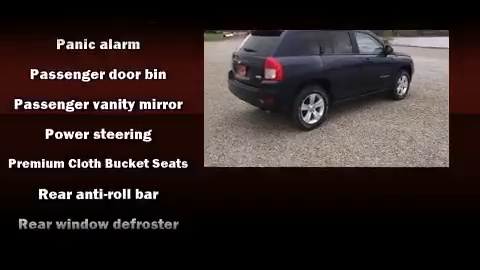 Panic alarm
Passenger door bin
Passenger vanity mirror
Power steering
Premium Cloth Bucket Seats
Rear anti-roll bar
Rear window defroster